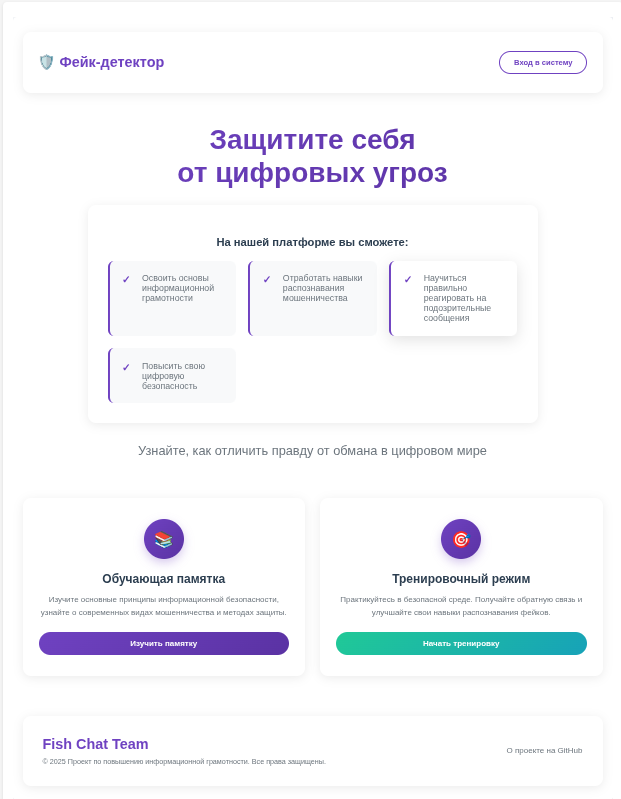 Фейк-детектор
Вход в систему
Защитите себя
от цифровых угроз
На нашей платформе вы сможете:
✓ Освоить основы
информационной
грамотности
✓ Отработать навыки
распознавания
мошенничества
✓ Научиться
правильно
реагировать на
подозрительные
сообщения
✓ Повысить свою
цифровую
безопасность
Узнайте, как отличить правду от обмана в цифровом мире
Обучающая памятка
Изучите основные принципы информационной безопасности,
узнайте о современных видах мошенничества и методах защиты.
Изучить памятку
Тренировочный режим
Практикуйтесь в безопасной среде. Получайте обратную связь и
улучшайте свои навыки распознавания фейков.
Начать тренировку
Fish Chat Team
© 2025 Проект по повышению информационной грамотности. Все права защищены.
О проекте на GitHub